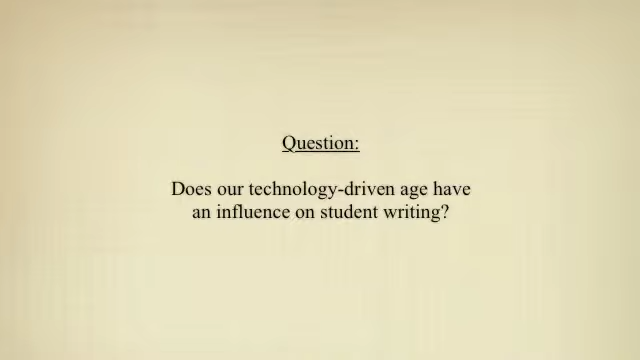 Question:
Does our technology-driven age have
an influence on student writing?